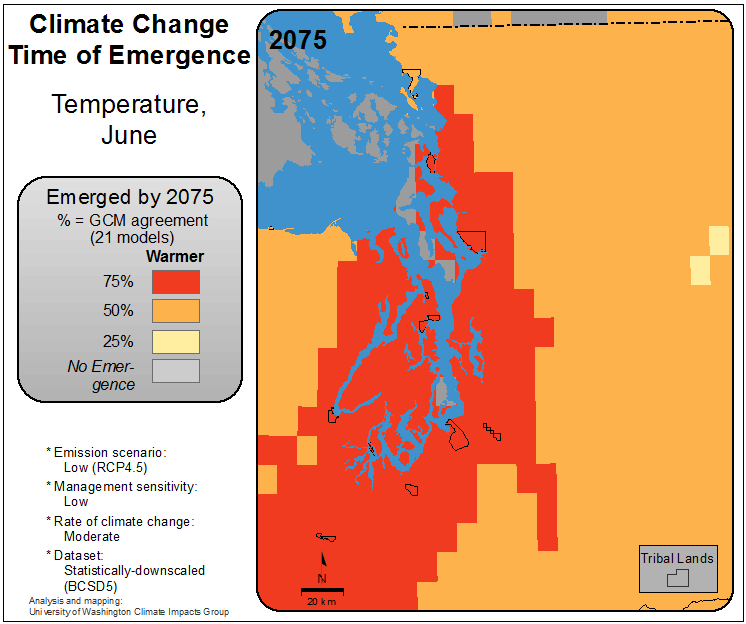 Climate Change
Time of Emergence
Temperature,
June
Emerged by 2075
% = GCM agreement
(21 models)
Warmer
75%
50%
25%
No Emer-
gence
* Emission scenario:
Low (RCP4.5)
* Management sensitivity:
Low
* Rate of climate change:
Moderate
* Dataset:
Statistically-downscaled
(BCSD5)
Analysis and mapping:
University of Washington Climate Impacts Group
2075
N
20 km
Tribal Lands